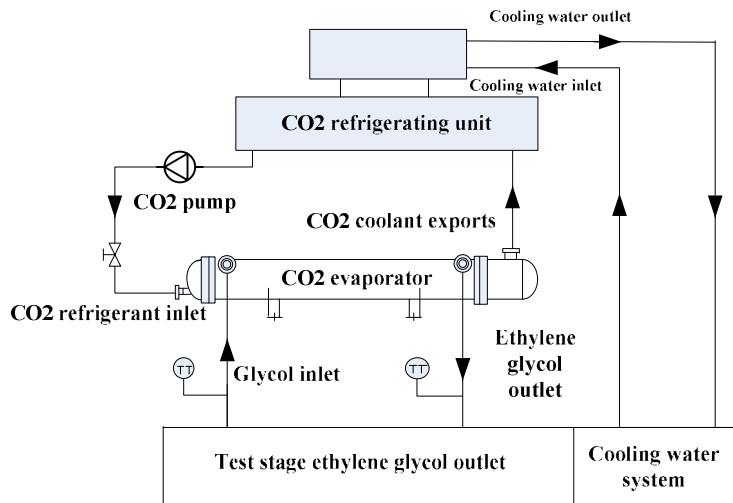 Cooling water outlet
Cooling water inlet
CO2 refrigerating unit
CO2 pump
CO2 coolant exports
CO2 evaporator
CO2 refrigerant inlet
Ethylene
glycol
outlet
TT
Glycol inlet
TT
Test stage ethylene glycol outlet
Cooling water
system